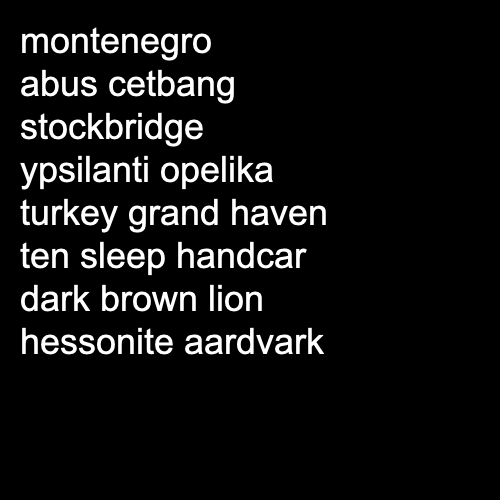 montenegro
abus cetbang
stockbridge
ypsilanti opelika
turkey grand haven
ten sleep handcar
dark brown lion
hessonite aardvark